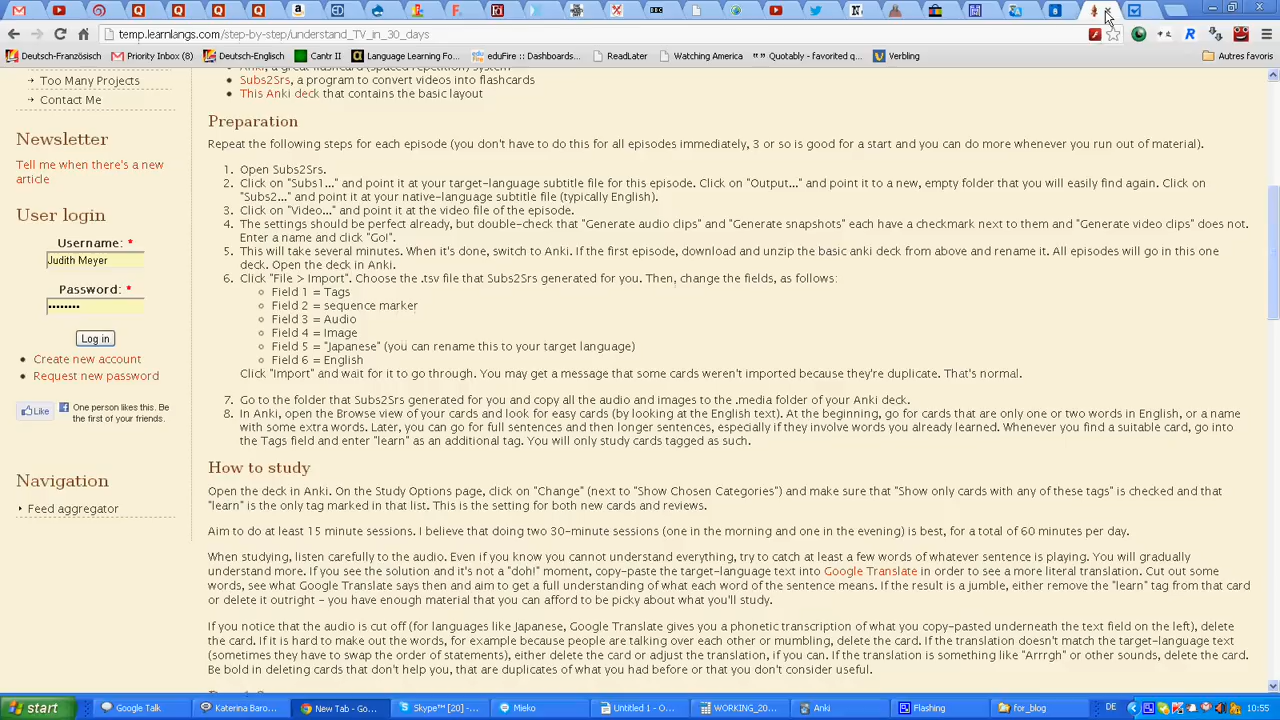 temp.learnlangs.com/step-by-step/understand_TV_in_30_days
Deutsch-Französisch
Priority Inbox (8)
Deutsch-Englisch
Cantr II
Language Learning Fo...
eduFire
ReadLater
Watching America
Quotably - favorited q...
Verbling
Autres favoris
Too Many Projects
Contact Me
Newsletter
Tell me when there's a new
article
User login
Username: *
Judith Meyer
Password: *
Log in
Create new account
Request new password
Like
One person likes this. Be
the first of your friends.
Navigation
Feed aggregator
Subs2Srs, a program to convert videos into flashcards
This Anki deck that contains the basic layout
Preparation
Repeat the following steps for each episode (you don't have to do this for all episodes immediately, 3 or so is good for a start and you can do more whenever you run out of material).
1. Open Subs2Srs.
2. Click on "Subs1..." and point it at your target-language subtitle file for this episode. Click on "Output..." and point it to a new, empty folder that you will easily find again. Click on
"Subs2..." and point it at your native-language subtitle file (typically English).
3. Click on "Video..." and point it at the video file of the episode.
4. The settings should be perfect already, but double-check that "Generate audio clips" and "Generate snapshots" each have a checkmark next to them and "Generate video clips" does not.
Enter a name and click "Go!".
5. This will take several minutes. When it's done, switch to Anki. If the first episode, download and unzip the basic anki deck from above and rename it. All episodes will go in this one
deck. Open the deck in Anki.
6. Click "File > Import". Choose the .tsv file that Subs2Srs generated for you. Then, change the fields, as follows:
Field 1 = Tags
Field 2 = sequence marker
Field 3 = Audio
Field 4 = Image
Field 5 = "Japanese" (you can rename this to your target language)
Field 6 = English
Click "Import" and wait for it to go through. You may get a message that some cards weren't imported because they're duplicate. That's normal.
7. Go to the folder that Subs2Srs generated for you and copy all the audio and images to the .media folder of your Anki deck.
8. In Anki, open the Browse view of your cards and look for easy cards (by looking at the English text). At the beginning, go for cards that are only one or two words in English, or a name
with some extra words. Later, you can go for full sentences and then longer sentences, especially if they involve words you already learned. Whenever you find a suitable card, go into
the Tags field and enter "learn" as an additional tag. You will only study cards tagged as such.
How to study
Open the deck in Anki. On the Study Options page, click on "Change" (next to "Show Chosen Categories") and make sure that "Show only cards with any of these tags" is checked and that
"learn" is the only tag marked in that list. This is the setting for both new cards and reviews.
Aim to do at least 15 minute sessions. I believe that doing two 30-minute sessions (one in the morning and one in the evening) is best, for a total of 60 minutes per day.
When studying, listen carefully to the audio. Even if you know you cannot understand everything, try to catch at least a few words of whatever sentence is playing. You will gradually
understand more. If you see the solution and it's not a "doh!" moment, copy-paste the target-language text into Google Translate in order to see a more literal translation. Cut out some
words, see what Google Translate says then and aim to get a full understanding of what each word of the sentence means. If the result is a jumble, either remove the "learn" tag from that card
or delete it outright - you have enough material that you can afford to be picky about what you'll study.
If you notice that the audio is cut off (for languages like Japanese, Google Translate gives you a phonetic transcription of what you copy-pasted underneath the text field on the left), delete
the card. If it is hard to make out the words, for example because people are talking over each other or mumbling, delete the card. If the translation doesn't match the target-language text
(sometimes they have to swap the order of statements), either delete the card or adjust the translation, if you can. If the translation is something like "Arrrgh" or other sounds, delete the card.
Be bold in deleting cards that don't help you, that are duplicates of what you had before or that you don't consider useful.
start
Google Talk
Katerina Baro...
New Tab - Go...
Skype™ [20] - ...
Mieko
Untitled 1 - O...
WORKING_20...
Anki
Flashing
for_blog
DE
10:55